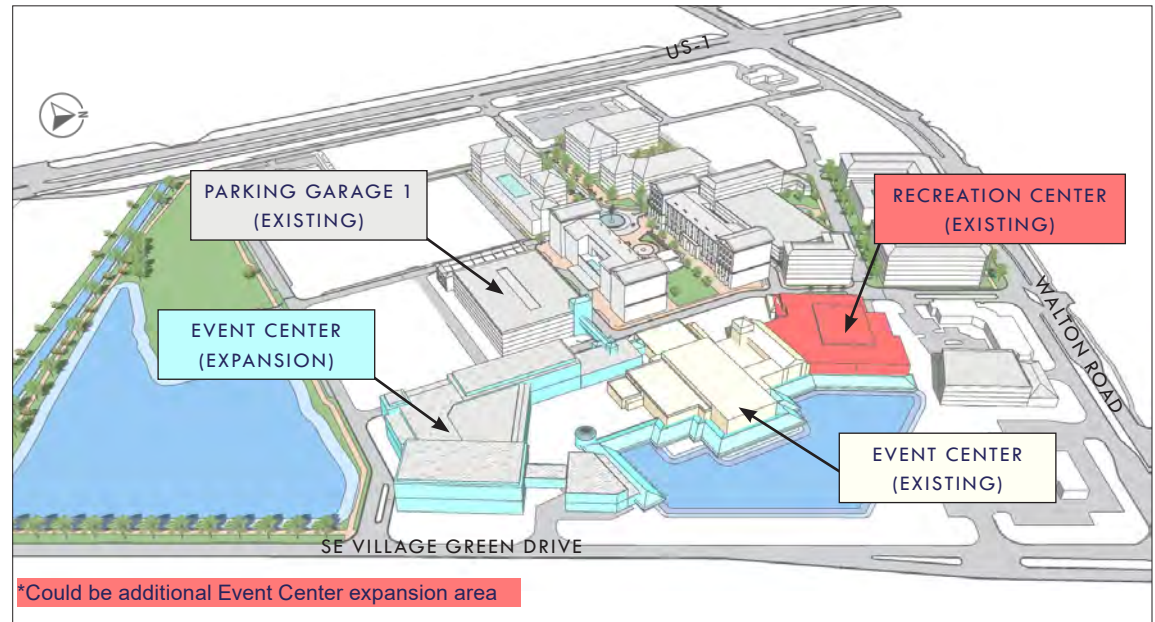 US-1
N
PARKING GARAGE 1
(EXISTING)
RECREATION CENTER
(EXISTING)
EVENT CENTER
(EXPANSION)
WALTON ROAD
EVENT CENTER
(EXISTING)
SE VILLAGE GREEN DRIVE
*Could be additional Event Center expansion area